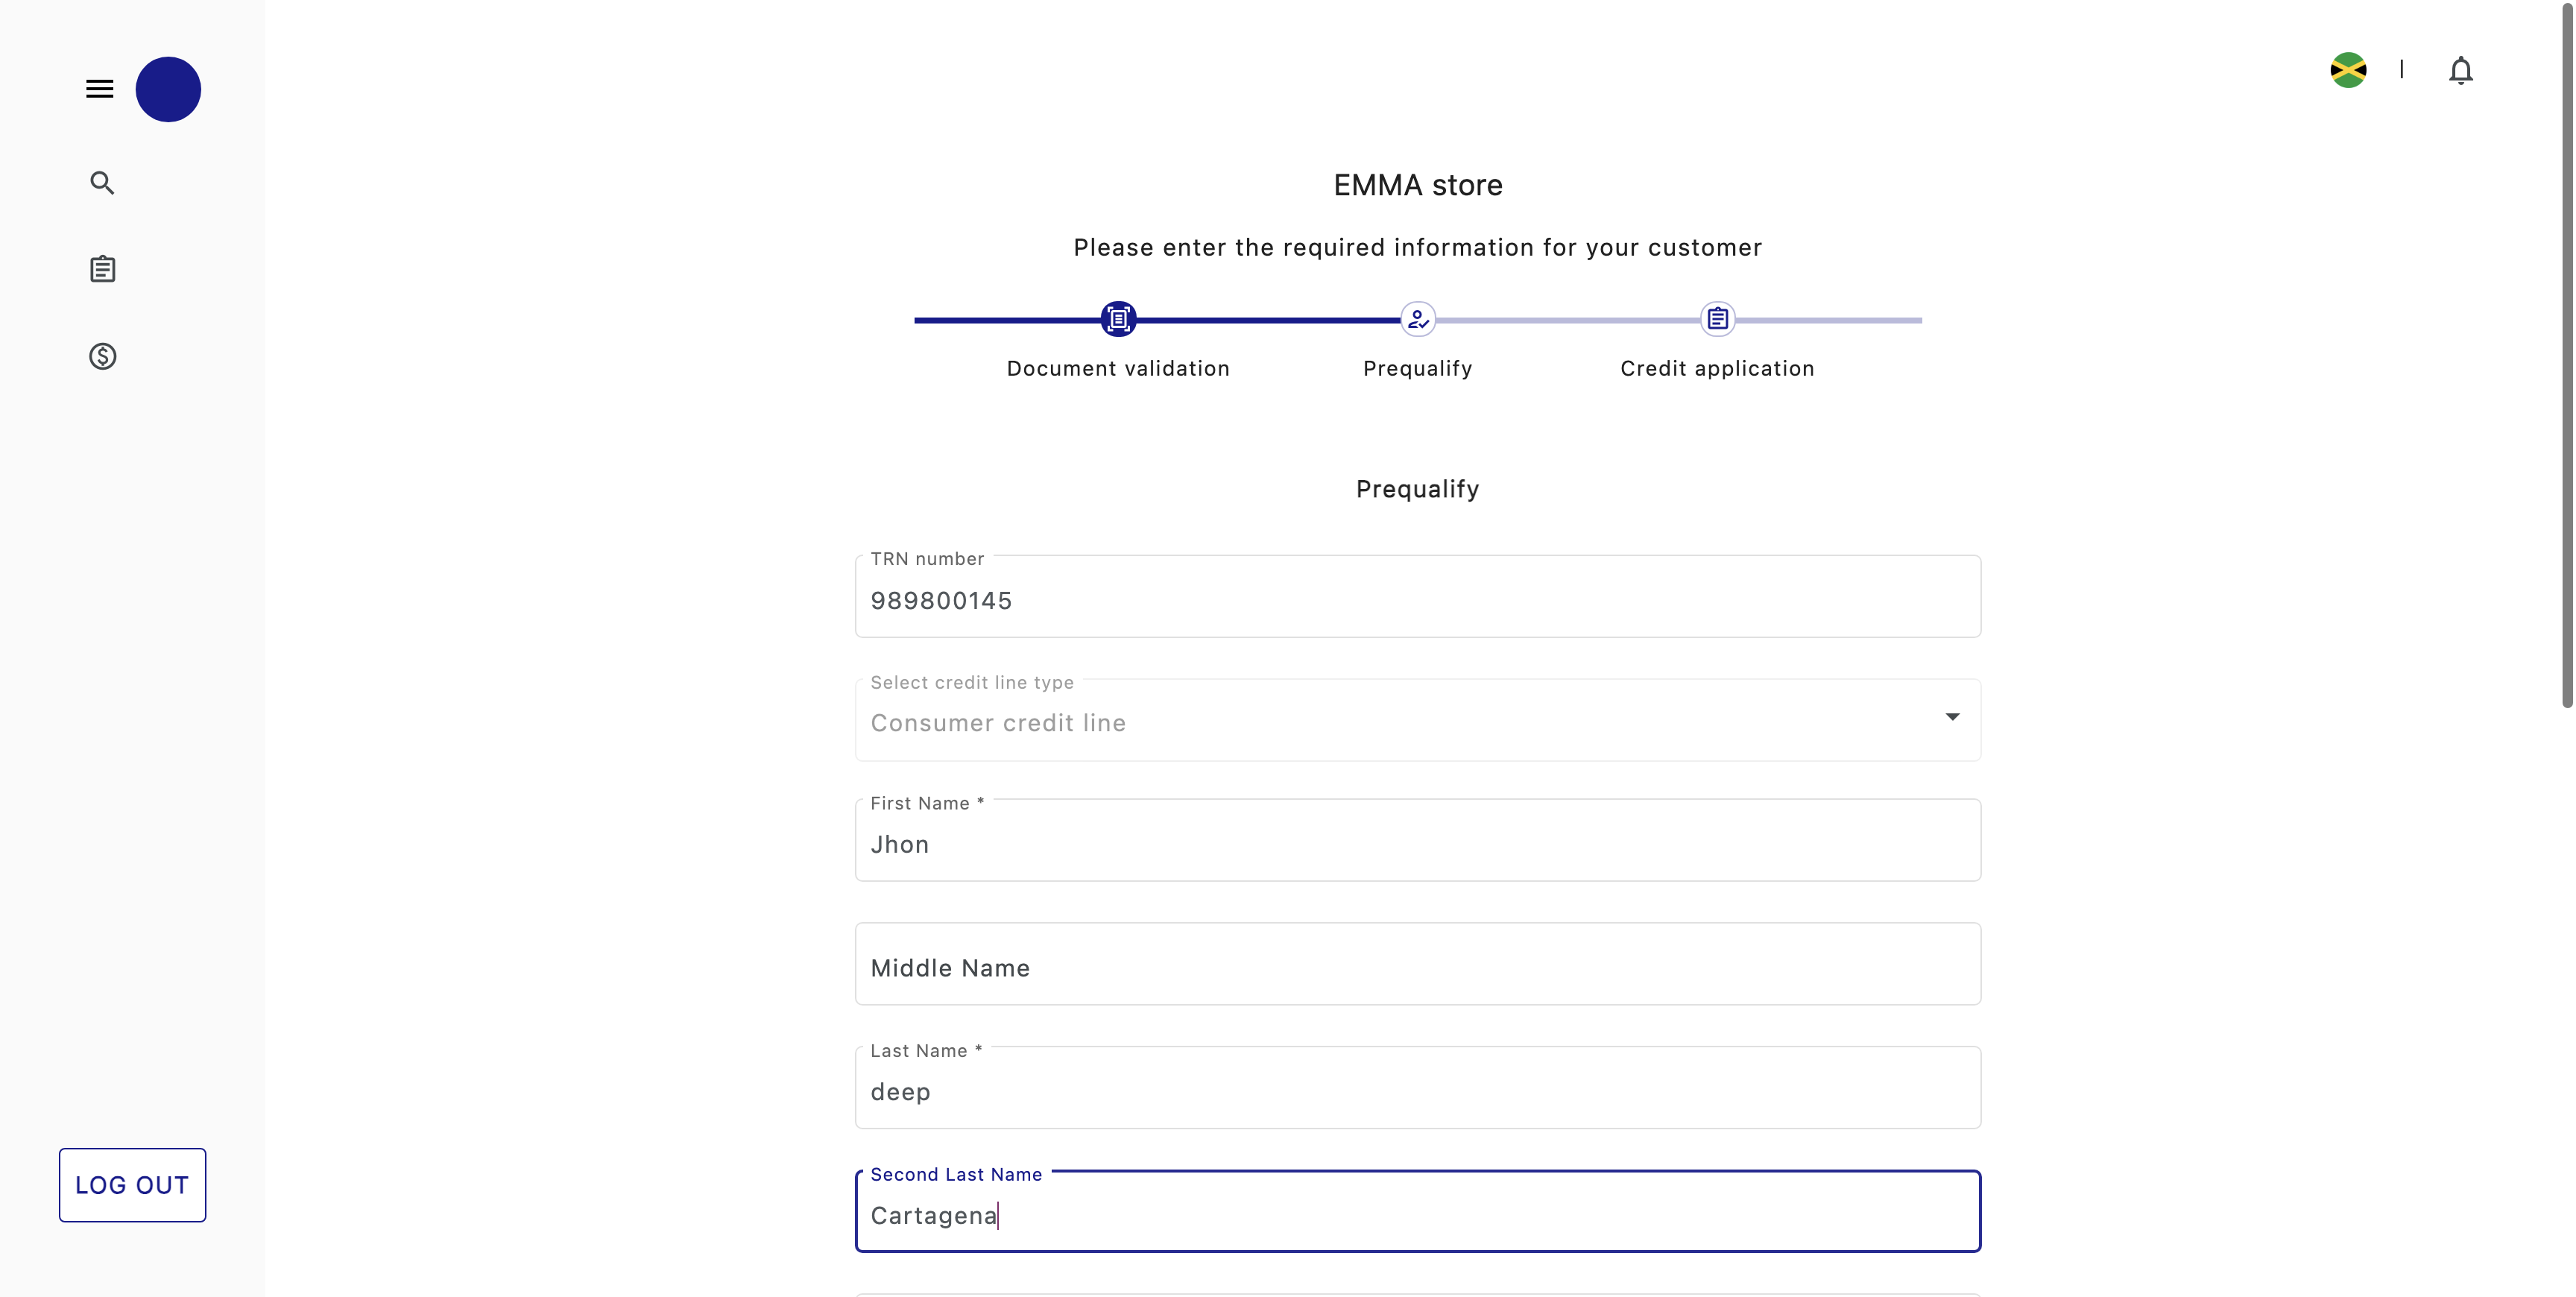 EMMA store
Please enter the required information for your customer
Document validation
Prequalify
Credit application
Prequalify
TRN number
989800145
Select credit line type
Consumer credit line
First Name *
Jhon
Middle Name
Last Name *
deep
Second Last Name
Cartagena
LOG OUT